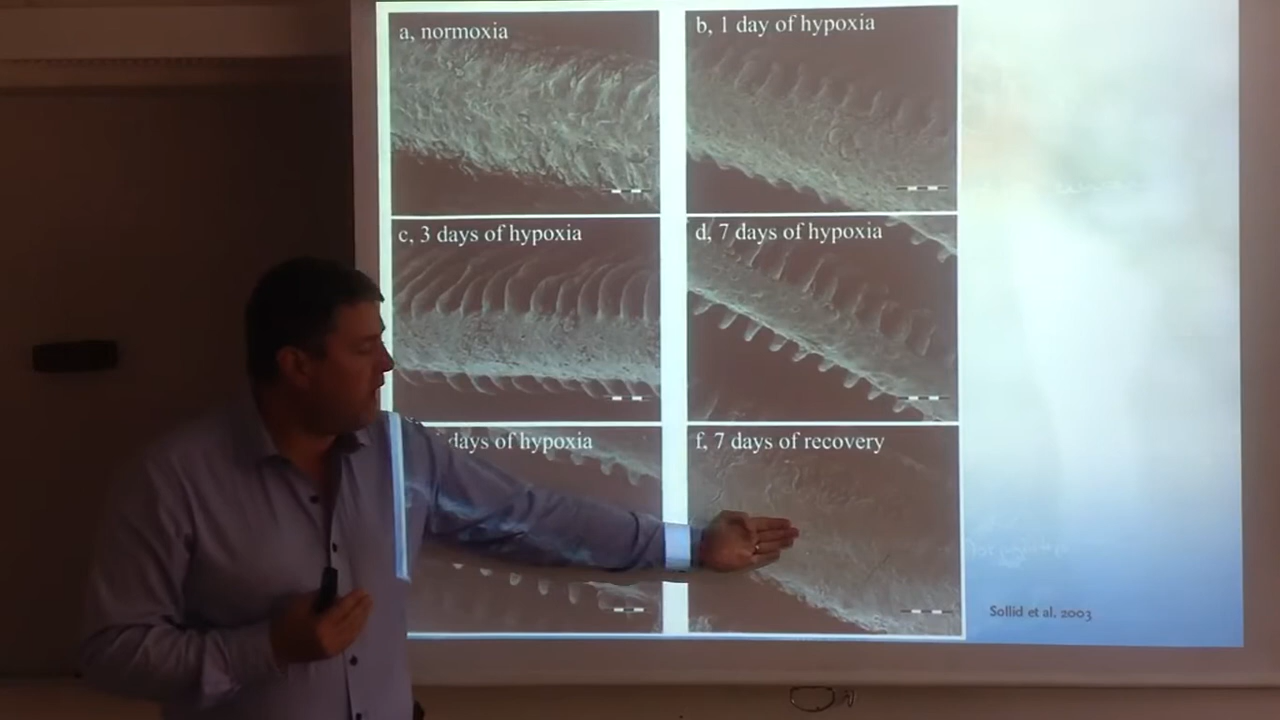 a, normoxia
b, 1 day of hypoxia
c, 3 days of hypoxia
d, 7 days of hypoxia
days of hypoxia
f, 7 days of recovery
Sollid et al, 2003